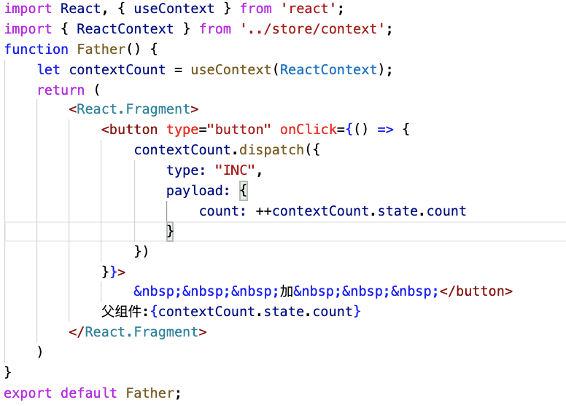 import React, { useContext } from 'react';
import { ReactContext } from '../store/context';
function Father() {
    let contextCount = useContext(ReactContext);
    return (
        <React.Fragment>
            <button type="button" onClick={() => {
                contextCount.dispatch({
                    type: "INC",
                    payload: {
                        count: ++contextCount.state.count
                    }
                })
            }}>
                &nbsp;&nbsp;&nbsp;加&nbsp;&nbsp;&nbsp;</button>
            父组件:{contextCount.state.count}
        </React.Fragment>
    )
}
export default Father;